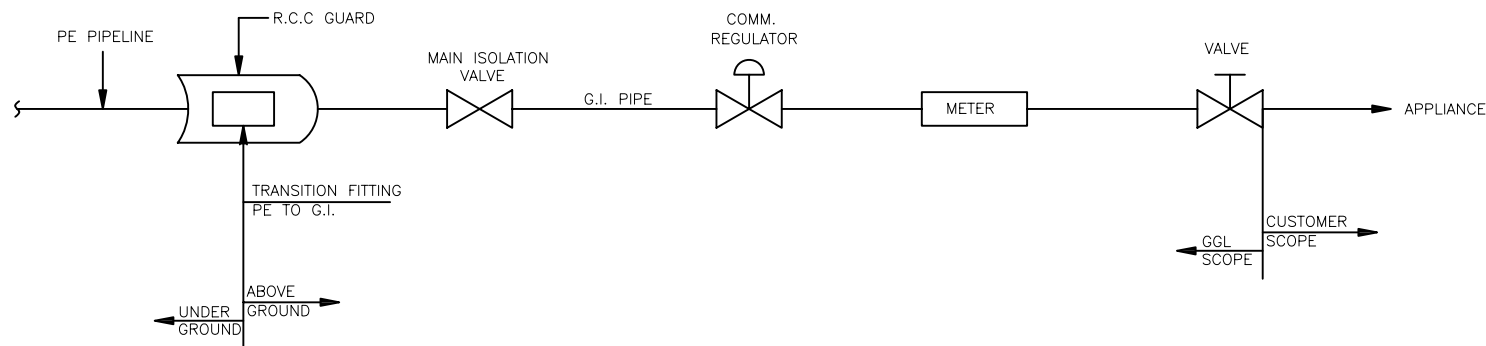 R.C.C GUARD
PE PIPELINE
COMM.
REGULATOR
MAIN ISOLATION
VALVE
VALVE
G.I. PIPE
METER
APPLIANCE
TRANSITION FITTING
PE TO G.I.
CUSTOMER
SCOPE
GGL
SCOPE
ABOVE
GROUND
UNDER
GROUND